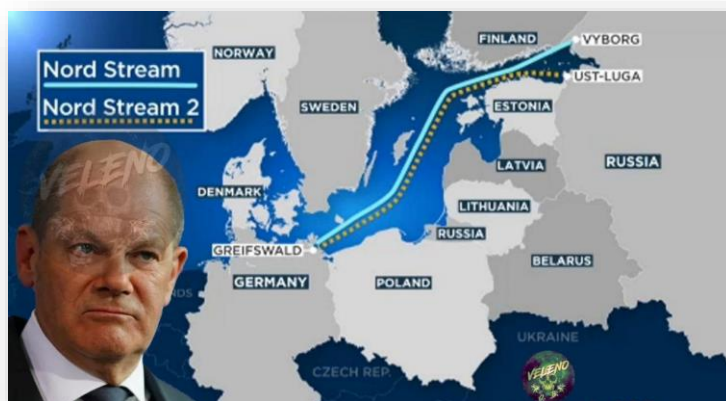 NORWAY
FINLAND
VYBORG
Nord Stream
Nord Stream 2
UST-LUGA
SWEDEN
ESTONIA
VELENO
LATVIA
RUSSIA
DENMARK
LITHUANIA
RUSSIA
GREIFSWALD
BELARUS
GERMANY
POLAND
UKRAINE
CZECH REP.
VELENO